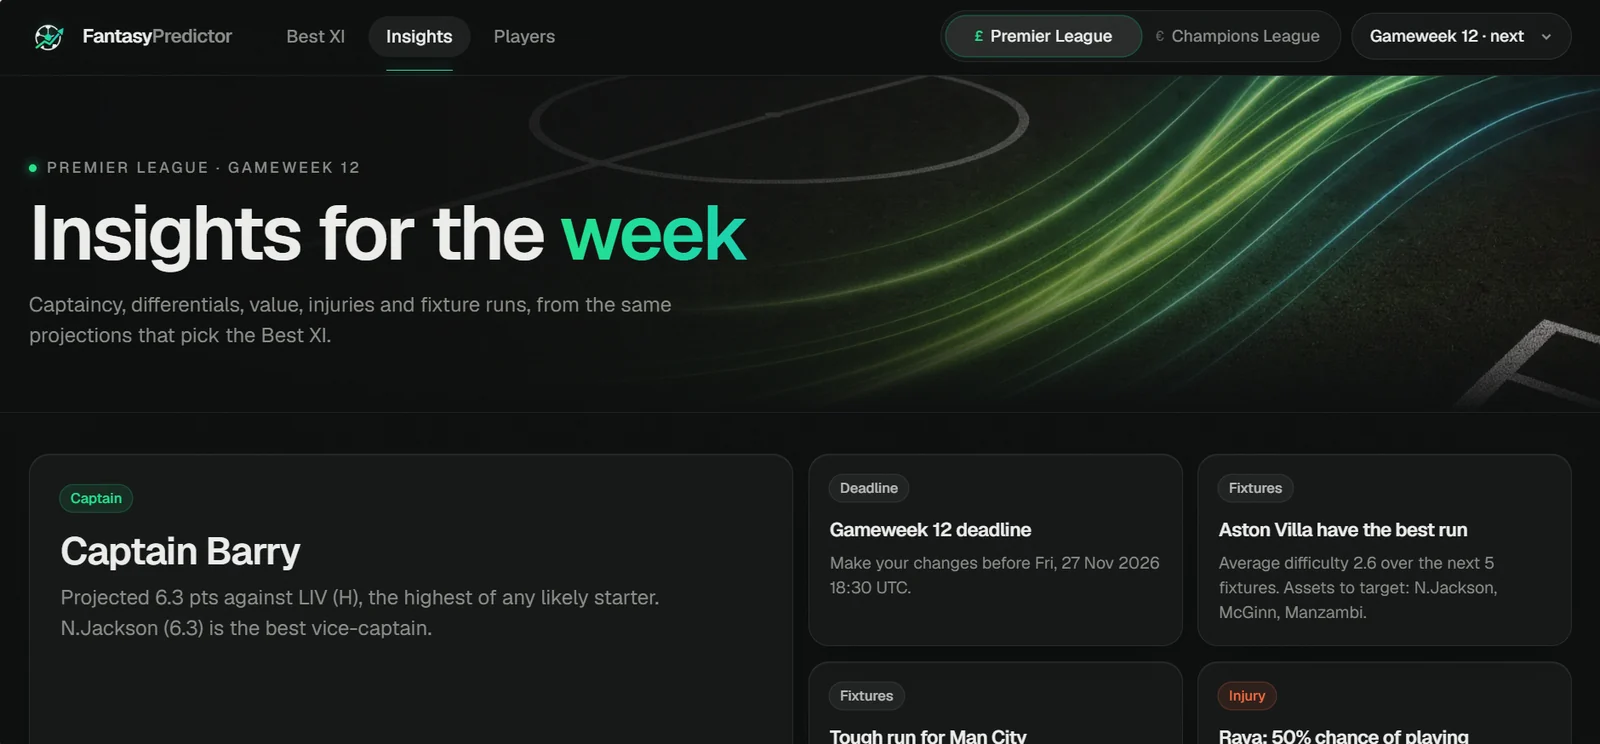 FantasyPredictor
Best XI
Insights
Players
£ Premier League
€ Champions League
Gameweek 12 · next
PREMIER LEAGUE · GAMEWEEK 12
Insights for the week
Captaincy, differentials, value, injuries and fixture runs, from the same
projections that pick the Best XI.
Captain
Captain Barry
Projected 6.3 pts against LIV (H), the highest of any likely starter.
N.Jackson (6.3) is the best vice-captain.
Deadline
Gameweek 12 deadline
Make your changes before Fri, 27 Nov 2026
18:30 UTC.
Fixtures
Aston Villa have the best run
Average difficulty 2.6 over the next 5
fixtures. Assets to target: N.Jackson,
McGinn, Manzambi.
Fixtures
Tough run for Man City
Injury
Raya: 50% chance of playing